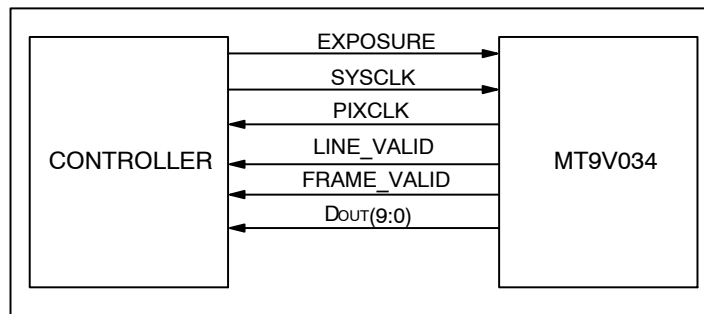 EXPOSURE
SYSCLK
PIXCLK
CONTROLLER
LINE_VALID
MT9V034
FRAME_VALID
DOUT(9:0)